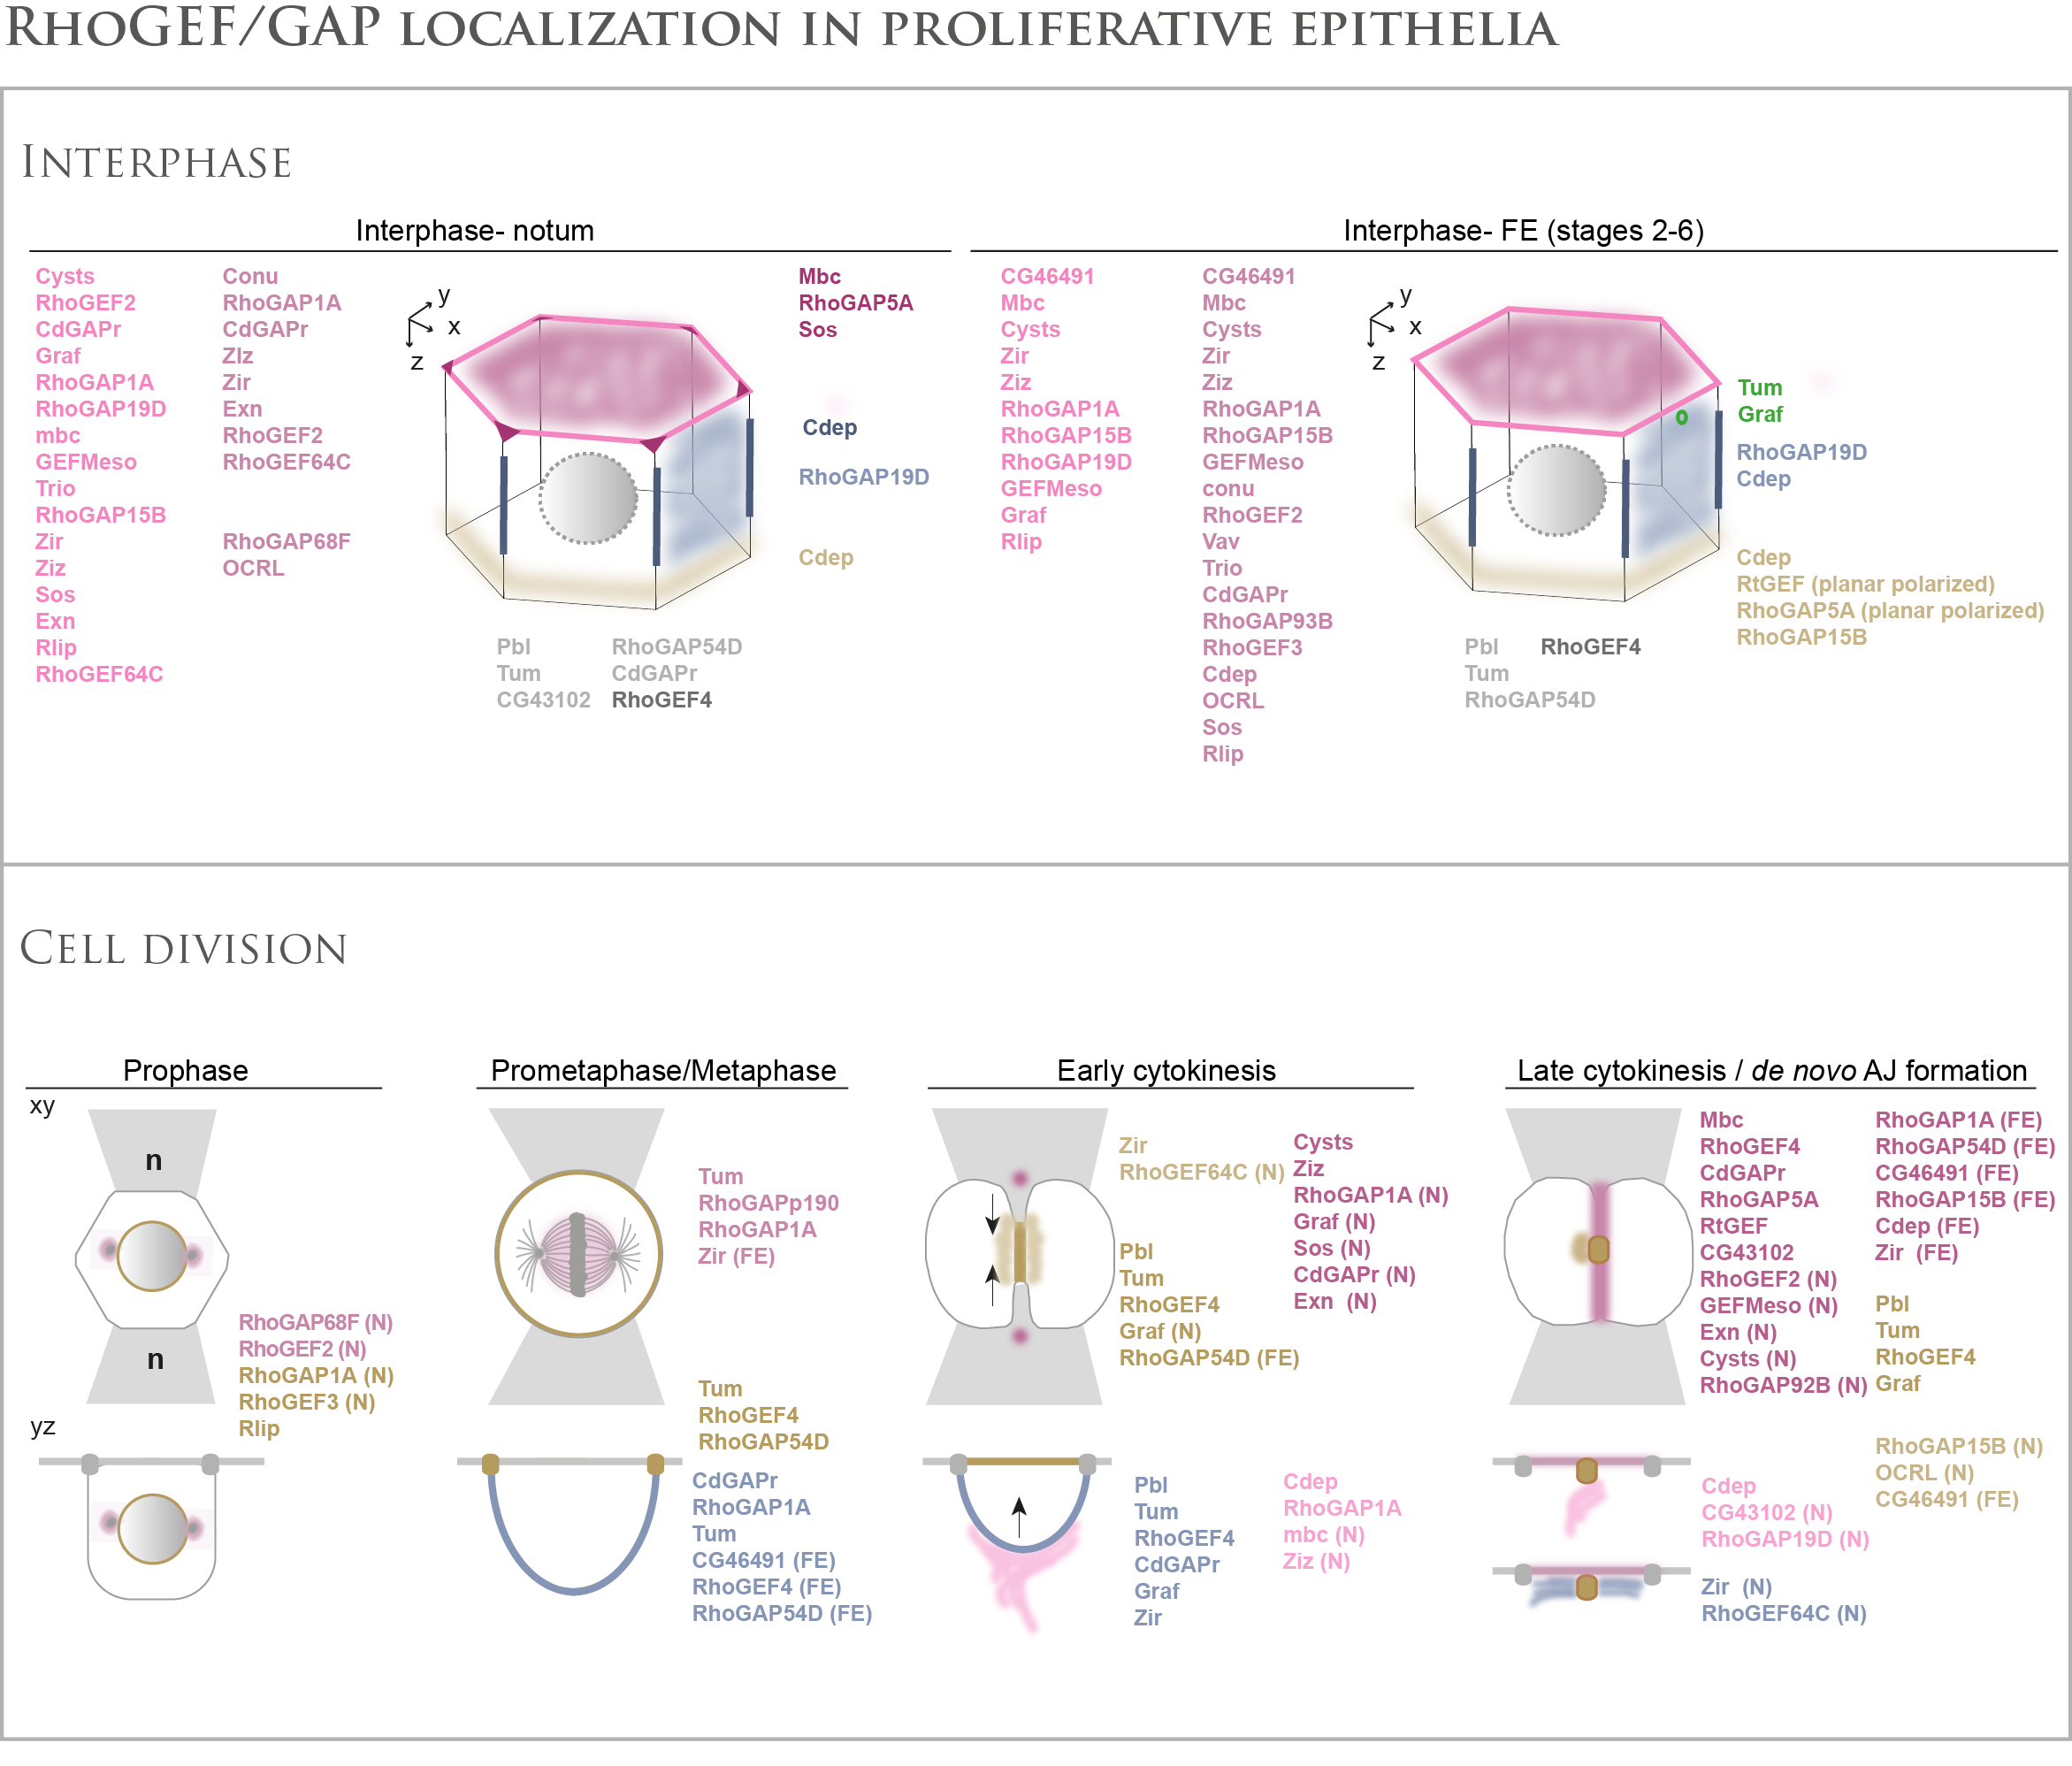 RhoGEF/GAP localization in proliferative epithelia
Interphase
Interphase- notum
Cysts
RhoGEF2
CdGAPr
Graf
RhoGAP1A
RhoGAP19D
mbc
GEFMeso
Trio
RhoGAP15B
Zir
Ziz
Sos
Exn
Rlip
RhoGEF64C
Conu
RhoGAP1A
CdGAPr
ZIz
Zir
Exn
RhoGEF2
RhoGEF64C
RhoGAP68F
OCRL
y
x
z
Mbc
RhoGAP5A
Sos
Cdep
RhoGAP19D
Cdep
Pbl
Tum
CG43102
RhoGAP54D
CdGAPr
RhoGEF4
Interphase- FE (stages 2-6)
CG46491
Mbc
Cysts
Zir
Ziz
RhoGAP1A
RhoGAP15B
RhoGAP19D
GEFMeso
Graf
Rlip
CG46491
Mbc
Cysts
Zir
Ziz
RhoGAP1A
RhoGAP15B
GEFMeso
conu
RhoGEF2
Vav
Trio
CdGAPr
RhoGAP93B
RhoGEF3
Cdep
OCRL
Sos
Rlip
y
x
z
Tum
Graf
RhoGAP19D
Cdep
Cdep
RtGEF (planar polarized)
RhoGAP5A (planar polarized)
RhoGAP15B
Pbl
Tum
RhoGAP54D
RhoGEF4
Cell division
Prophase
xy
n
n
RhoGAP68F (N)
RhoGEF2 (N)
RhoGAP1A (N)
RhoGEF3 (N)
Rlip
yz
Prometaphase/Metaphase
Tum
RhoGAPp190
RhoGAP1A
Zir (FE)
Tum
RhoGEF4
RhoGAP54D
CdGAPr
RhoGAP1A
Tum
CG46491 (FE)
RhoGEF4 (FE)
RhoGAP54D (FE)
Early cytokinesis
Zir
RhoGEF64C (N)
Pbl
Tum
RhoGEF4
Graf (N)
RhoGAP54D (FE)
Cysts
Ziz
RhoGAP1A (N)
Graf (N)
Sos (N)
CdGAPr (N)
Exn (N)
Pbl
Tum
RhoGEF4
CdGAPr
Graf
Zir
Cdep
RhoGAP1A
mbc (N)
Ziz (N)
Late cytokinesis / de novo AJ formation
Mbc
RhoGEF4
CdGAPr
RhoGAP5A
RtGEF
CG43102
RhoGEF2 (N)
GEFMeso (N)
Exn (N)
Cysts (N)
RhoGAP92B (N)
RhoGAP1A (FE)
RhoGAP54D (FE)
CG46491 (FE)
RhoGAP15B (FE)
Cdep (FE)
Zir (FE)
Pbl
Tum
RhoGEF4
Graf
RhoGAP15B (N)
OCRL (N)
CG46491 (FE)
Cdep
CG43102 (N)
RhoGAP19D (N)
Zir (N)
RhoGEF64C (N)